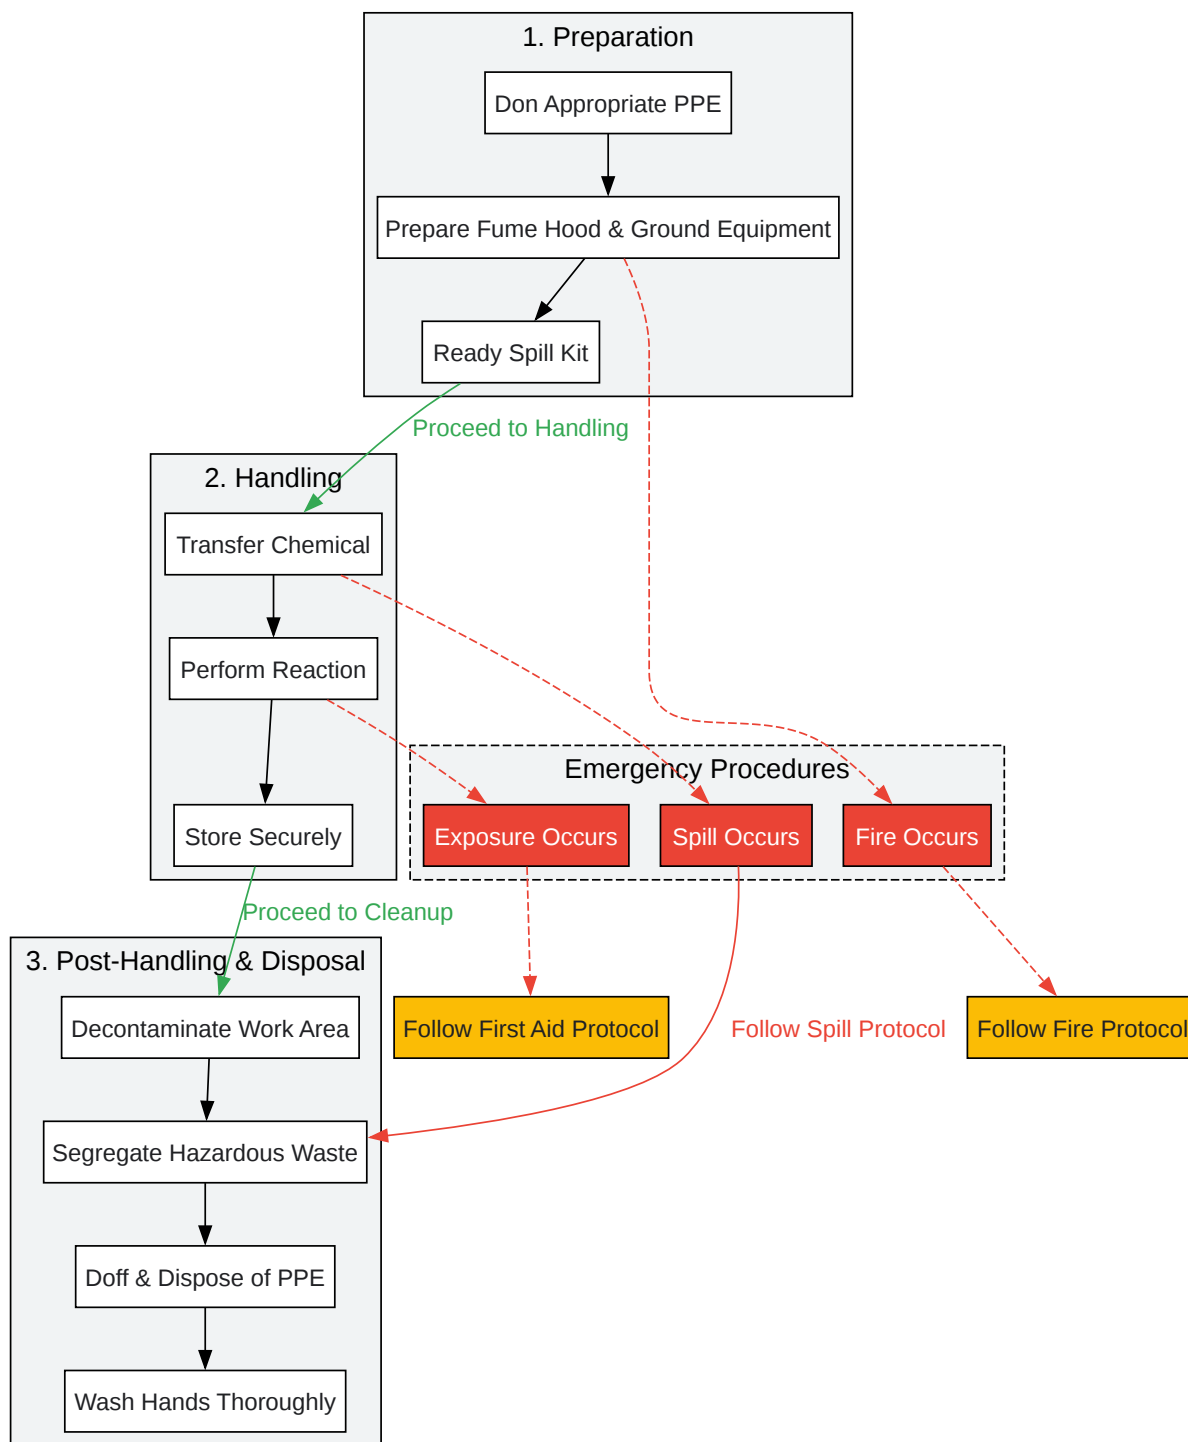 1. Preparation
Don Appropriate PPE
Prepare Fume Hood & Ground Equipment
Ready Spill Kit
Proceed to Handling
2. Handling
Transfer Chemical
Perform Reaction
Store Securely
Emergency Procedures
Exposure Occurs
Spill Occurs
Fire Occurs
Proceed to Cleanup
3. Post-Handling & Disposal
Decontaminate Work Area
Follow First Aid Protocol
Follow Spill Protocol
Follow Fire Protocol
Segregate Hazardous Waste
Doff & Dispose of PPE
Wash Hands Thoroughly